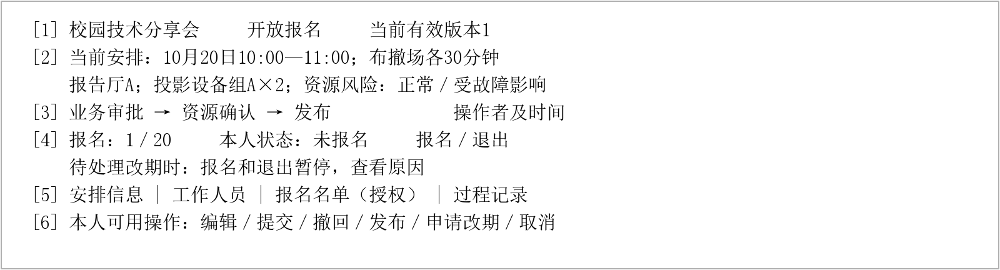 [1] 校园技术分享会 开放报名 当前有效版本1
[2] 当前安排：10月20日10:00—11:00；布撤场各30分钟
报告厅A；投影设备组A×2；资源风险：正常／受故障影响
[3] 业务审批 → 资源确认 → 发布 操作者及时间
[4] 报名：1／20 本人状态：未报名 报名／退出
待处理改期时：报名和退出暂停，查看原因
[5] 安排信息 | 工作人员 | 报名名单（授权） | 过程记录
[6] 本人可用操作：编辑／提交／撤回／发布／申请改期／取消